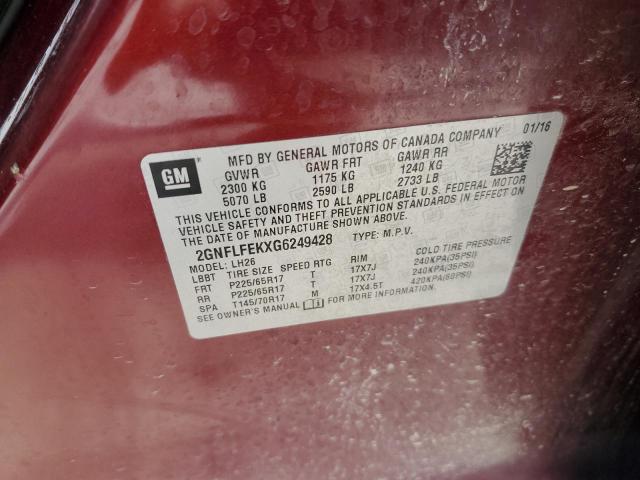 GM
MFD BY GENERAL MOTORS OF CANADA COMPANY 01/16
GVWR GAWR FRT GAWR RR
2300 KG 1175 KG 1240 KG
5070 LB 2590 LB 2733 LB
THIS VEHICLE CONFORMS TO ALL APPLICABLE U.S. FEDERAL MOTOR
VEHICLE SAFETY AND THEFT PREVENTION STANDARDS IN EFFECT ON
THE DATE OF MANUFACTURE SHOWN ABOVE.
2GNFLFEKXG6249428 TYPE: M.P.V.
MODEL: LH26
LBBT TIRE SIZE SPEED RTG RIM COLD TIRE PRESSURE
FRT P225/65R17 T 17X7J 240KPA(35PSI)
RR P225/65R17 T 17X7J 240KPA(35PSI)
SPA T145/70R17 M 17X4.5T 420KPA(60PSI)
SEE OWNER'S MANUAL FOR MORE INFORMATION